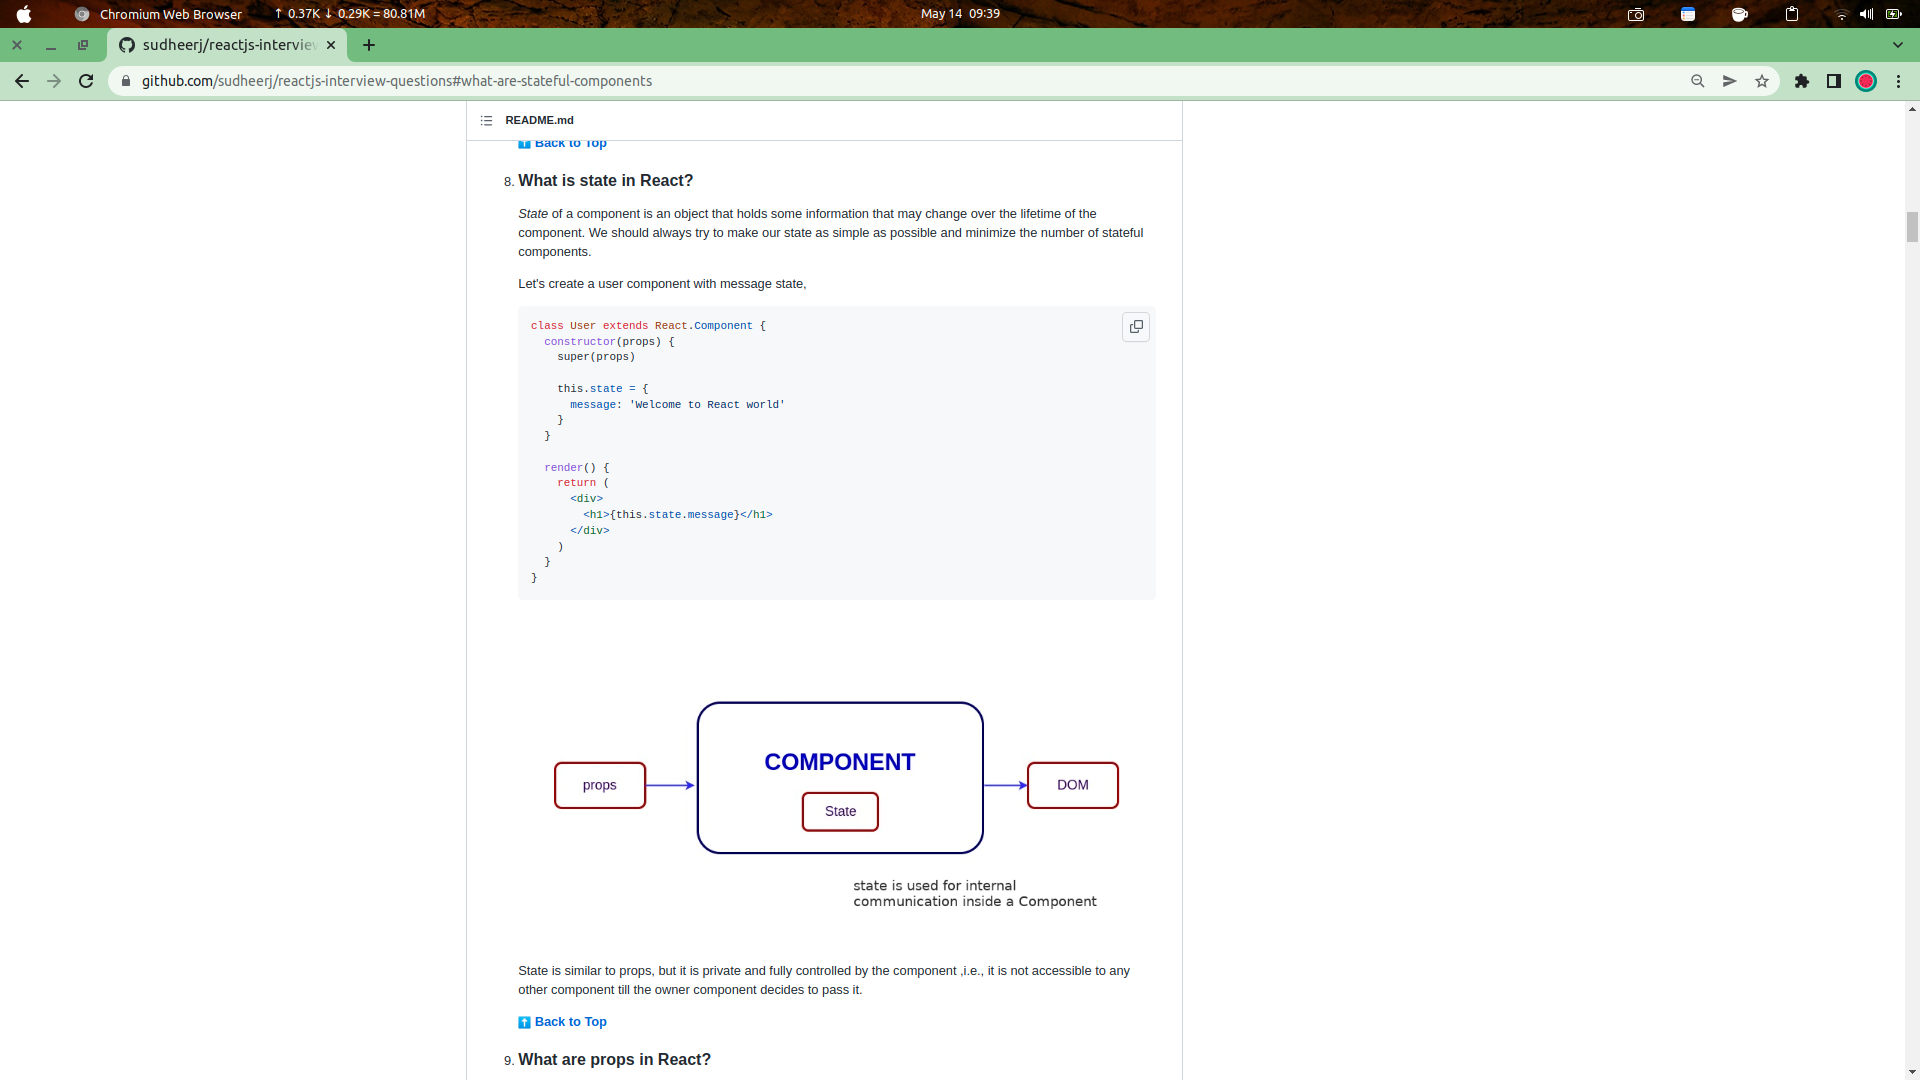 Chromium Web Browser
↑ 0.37K ↓ 0.29K = 80.81M
May 14 09:39
sudheerj/reactjs-interview
github.com/sudheerj/reactjs-interview-questions#what-are-stateful-components
README.md
Back to Top
8. What is state in React?
State of a component is an object that holds some information that may change over the lifetime of the
component. We should always try to make our state as simple as possible and minimize the number of stateful
components.
Let's create a user component with message state,
class User extends React.Component {
  constructor(props) {
    super(props)
    this.state = {
      message: 'Welcome to React world'
    }
  }
  render() {
    return (
      <div>
        <h1>{this.state.message}</h1>
      </div>
    )
  }
}
COMPONENT
props
DOM
State
state is used for internal
communication inside a Component
State is similar to props, but it is private and fully controlled by the component ,i.e., it is not accessible to any
other component till the owner component decides to pass it.
Back to Top
9. What are props in React?